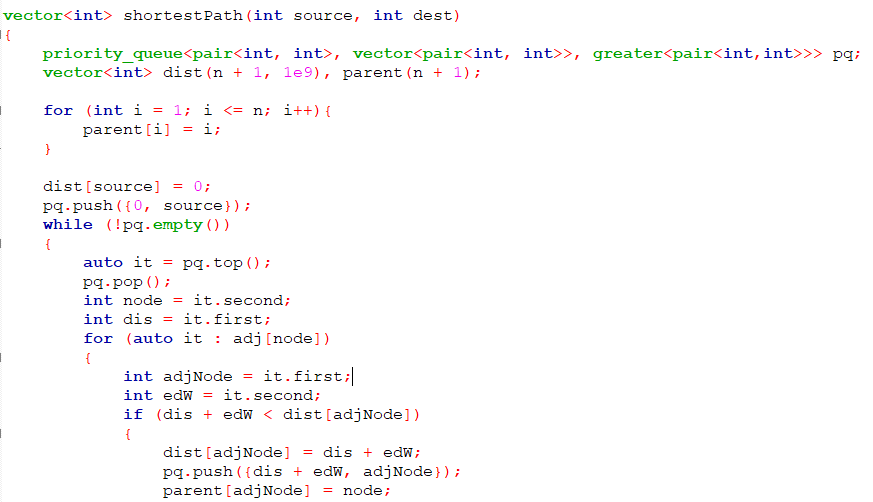 vector<int> shortestPath(int source, int dest)
{
    priority_queue<pair<int, int>, vector<pair<int, int>>, greater<pair<int,int>>> pq;
    vector<int> dist(n + 1, 1e9), parent(n + 1);

    for (int i = 1; i <= n; i++){
        parent[i] = i;
    }

    dist[source] = 0;
    pq.push({0, source});
    while (!pq.empty())
    {
        auto it = pq.top();
        pq.pop();
        int node = it.second;
        int dis = it.first;
        for (auto it : adj[node])
        {
            int adjNode = it.first;
            int edW = it.second;
            if (dis + edW < dist[adjNode])
            {
                dist[adjNode] = dis + edW;
                pq.push({dis + edW, adjNode});
                parent[adjNode] = node;